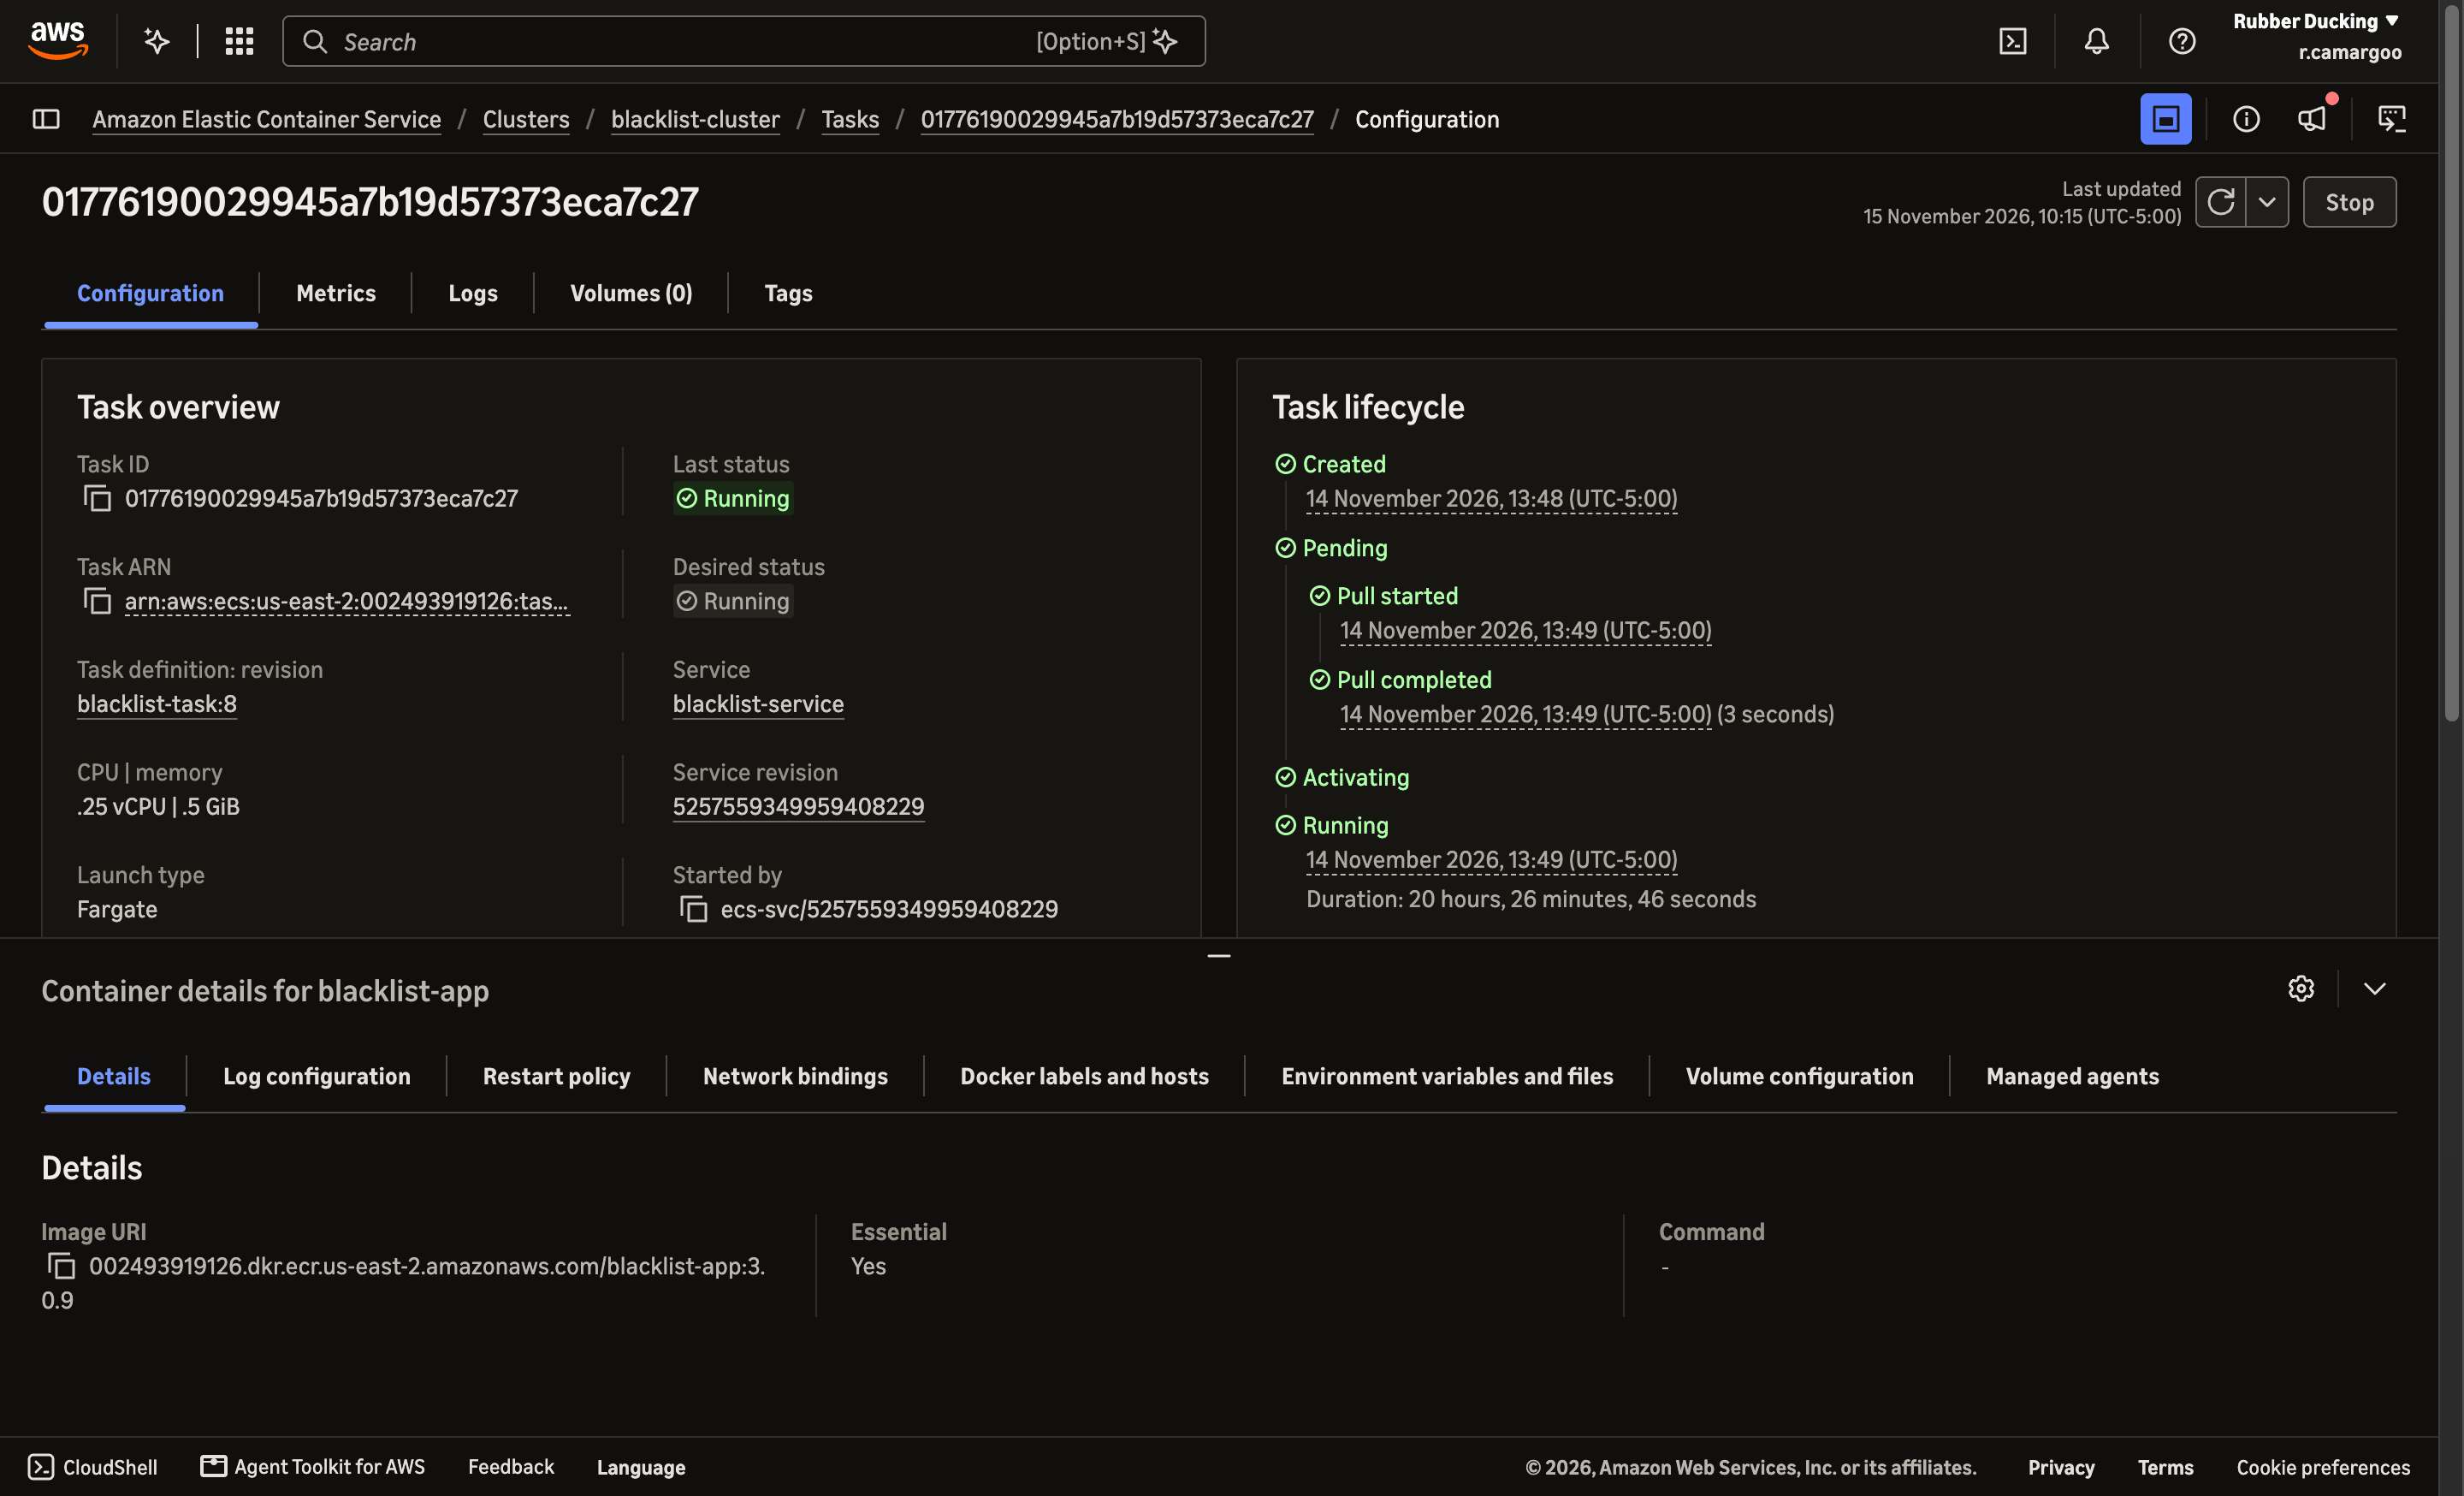 aws
Search
[Option+S]
Rubber Ducking ▼
r.camargoo
Amazon Elastic Container Service / Clusters / blacklist-cluster / Tasks / 01776190029945a7b19d57373eca7c27 / Configuration
01776190029945a7b19d57373eca7c27
Last updated
15 November 2026, 10:15 (UTC-5:00)
Stop
Configuration
Metrics
Logs
Volumes (0)
Tags
Task overview
Task ID
01776190029945a7b19d57373eca7c27
Last status
Running
Task ARN
arn:aws:ecs:us-east-2:002493919126:tas...
Desired status
Running
Task definition: revision
blacklist-task:8
Service
blacklist-service
CPU | memory
.25 vCPU | .5 GiB
Service revision
5257559349959408229
Launch type
Fargate
Started by
ecs-svc/5257559349959408229
Task lifecycle
Created
14 November 2026, 13:48 (UTC-5:00)
Pending
Pull started
14 November 2026, 13:49 (UTC-5:00)
Pull completed
14 November 2026, 13:49 (UTC-5:00) (3 seconds)
Activating
Running
14 November 2026, 13:49 (UTC-5:00)
Duration: 20 hours, 26 minutes, 46 seconds
Container details for blacklist-app
Details
Log configuration
Restart policy
Network bindings
Docker labels and hosts
Environment variables and files
Volume configuration
Managed agents
Details
Image URI
002493919126.dkr.ecr.us-east-2.amazonaws.com/blacklist-app:3.
0.9
Essential
Yes
Command
-
CloudShell
Agent Toolkit for AWS
Feedback
Language
© 2026, Amazon Web Services, Inc. or its affiliates.
Privacy
Terms
Cookie preferences